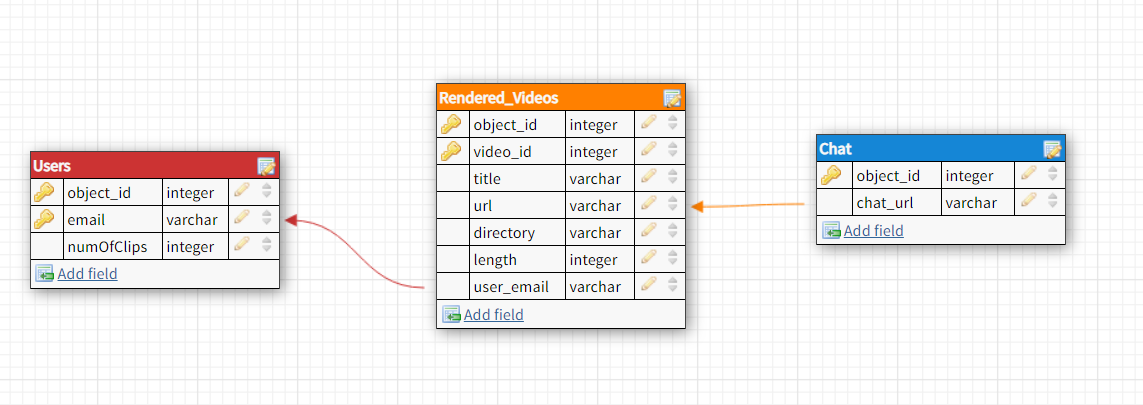 Users
object_id integer
email varchar
numOfClips integer
Add field
Rendered_Videos
object_id integer
video_id integer
title varchar
url varchar
directory varchar
length integer
user_email varchar
Add field
Chat
object_id integer
chat_url varchar
Add field